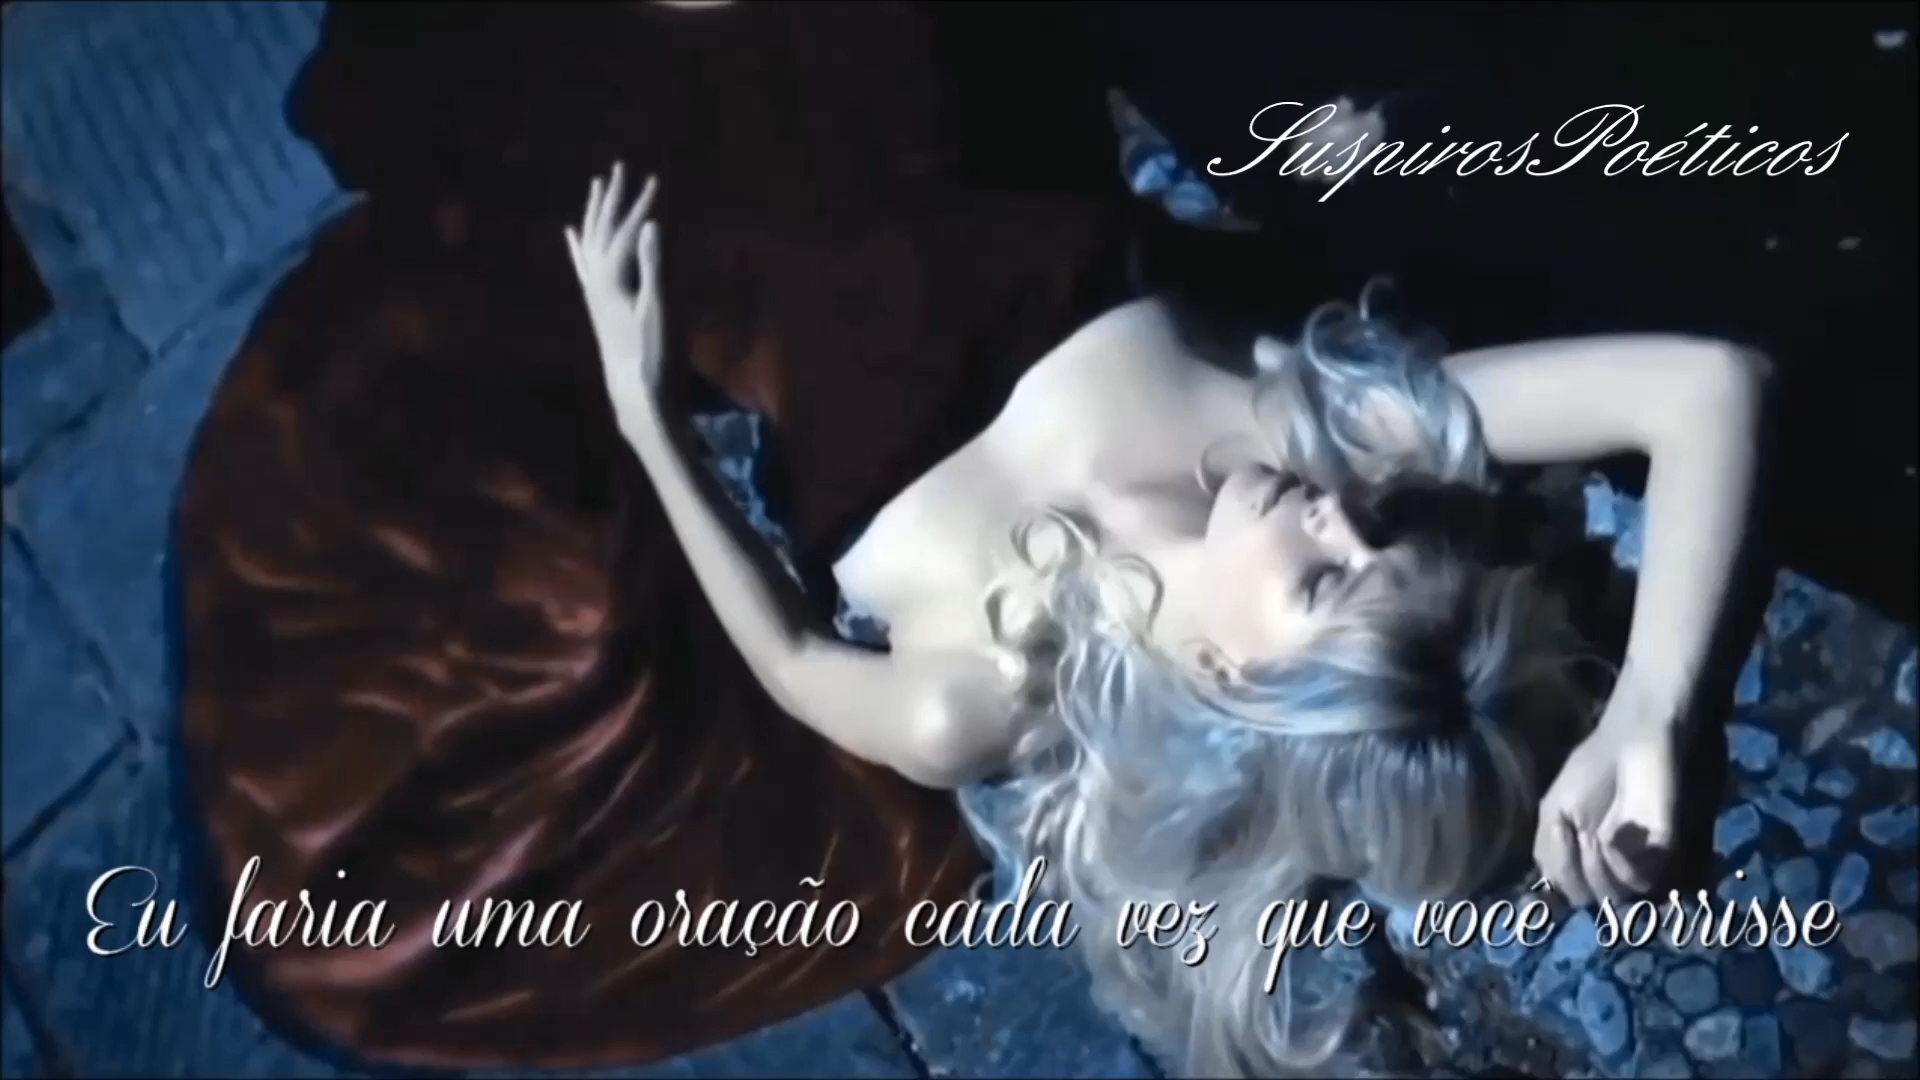 SuspirosPoéticos
Eu faria uma oração cada vez que você sorrisse